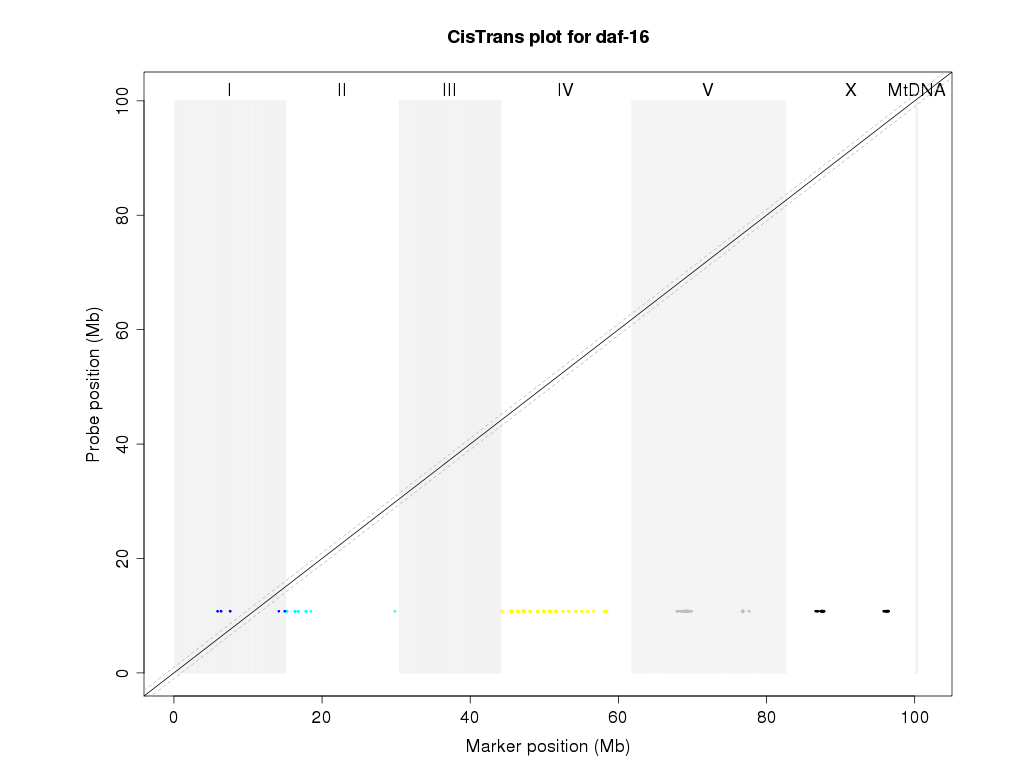 CisTrans plot for daf-16
I II III IV V X MtDNA
100
80
60
40
20
0
Probe position (Mb)
0 20 40 60 80 100
Marker position (Mb)